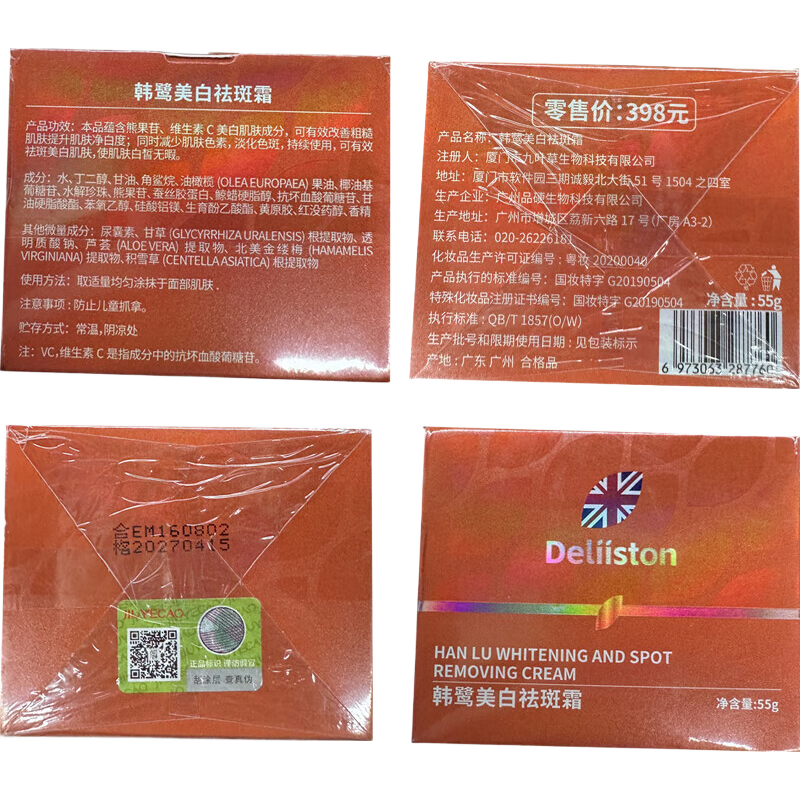 韩鹭美白祛斑霜
产品功效：本品蕴含熊果苷、维生素 C 美白肌肤成分，可有效改善粗糙
肌肤提升肌肤净白度；同时减少肌肤色素，淡化色斑，持续使用，可有效
祛斑美白肌肤，使肌肤白皙无暇。
成分：水、丁二醇、甘油、角鲨烷、油橄榄 (OLEA EUROPAEA) 果油、椰油基
葡糖苷、水解珍珠、熊果苷、蚕丝胶蛋白、鲸蜡硬脂醇、抗坏血酸葡糖苷、甘
油硬脂酸酯、苯氧乙醇、硅酸铝镁、生育酚乙酸酯、黄原胶、红没药醇、香精
其他微量成分：尿囊素、甘草 (GLYCYRRHIZA URALENSIS) 根提取物、透
明质酸钠、芦荟 (ALOE VERA) 提取物、北美金缕梅 (HAMAMELIS
VIRGINIANA) 提取物、积雪草 (CENTELLA ASIATICA) 根提取物
使用方法：取适量均匀涂抹于面部肌肤.
注意事项：防止儿童抓拿。
贮存方式：常温，阴凉处
注：VC，维生素 C 是指成分中的抗坏血酸葡糖苷。
零售价：398元
产品名称：韩鹭美白祛斑霜
注册人：厦门市九叶草生物科技有限公司
地址：厦门市软件园三期诚毅北大街 51 号 1504 之四室
生产企业：广州品硕生物科技有限公司
生产地址：广州市增城区荔新六路 17 号（厂房 A3-2）
联系电话：020-26226181
化妆品生产许可证编号：粤妆 20200040
产品执行的标准编号：国妆特字 G20190504
特殊化妆品注册证书编号：国妆特字 G20190504
净含量：55g
执行标准：QB/T 1857(O/W)
生产批号和限期使用日期：见包装标示
产地：广东 广州 合格品
6 973053 287760
合格
EM160802
20270415
JIUYECAO
正品标识 谨防假冒
刮涂层 查真伪
Deliiston
HAN LU WHITENING AND SPOT
REMOVING CREAM
韩鹭美白祛斑霜
净含量:55g